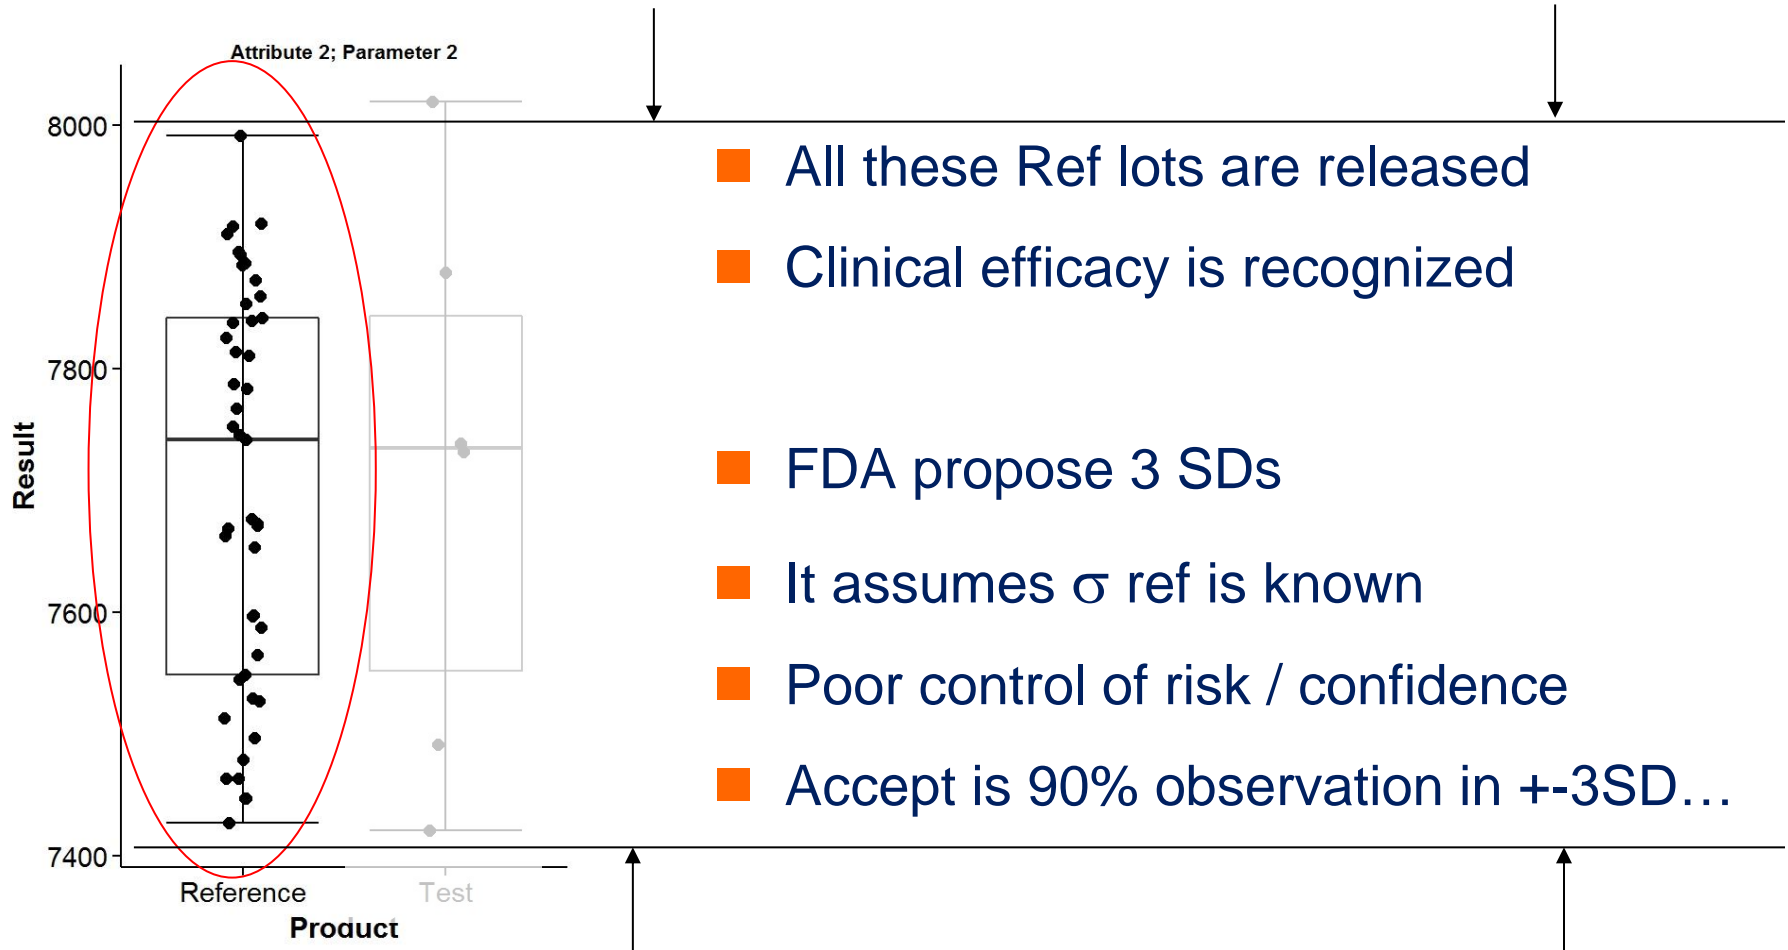 Attribute 2; Parameter 2
8000
7800
7600
7400
Result
Reference
Test
Product
All these Ref lots are released
Clinical efficacy is recognized
FDA propose 3 SDs
It assumes σ ref is known
Poor control of risk / confidence
Accept is 90% observation in +-3SD…